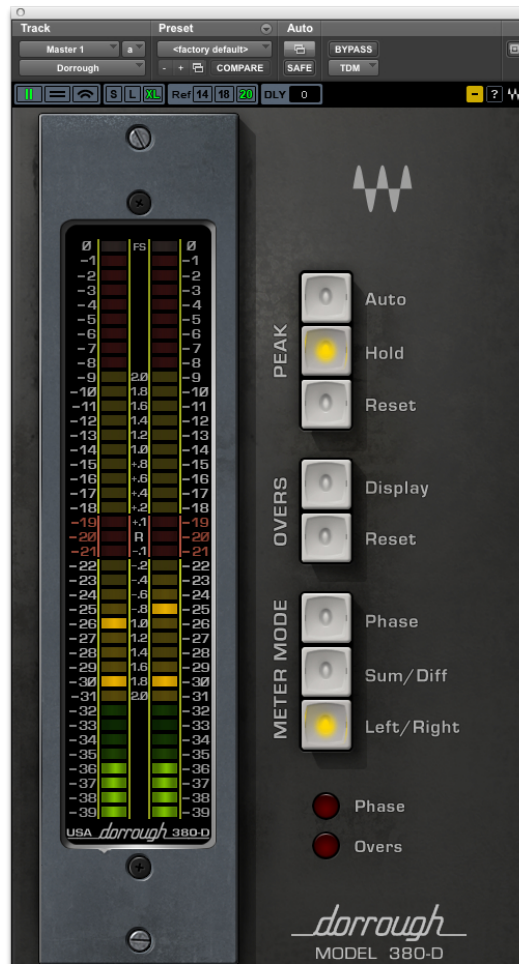 Track Preset Auto
Master 1 a <factory default> BYPASS
Dorrough - + COMPARE SAFE TDM
S L XL Ref 14 18 20 DLY 0 - ?
Ø FS Ø
-1 -1
-2 -2
-3 -3
-4 -4
-5 -5
-6 -6
-7 -7
-8 -8
-9 2.0 -9
-10 1.8 -10
-11 1.6 -11
-12 1.4 -12
-13 1.2 -13
-14 1.0 -14
-15 +.8 -15
-16 +.6 -16
-17 +.4 -17
-18 +.2 -18
-19 +.1 -19
-20 R -20
-21 -.1 -21
-22 -.2 -22
-23 -.4 -23
-24 -.6 -24
-25 -.8 -25
-26 1.0 -26
-27 1.2 -27
-28 1.4 -28
-29 1.6 -29
-30 1.8 -30
-31 2.0 -31
-32 -32
-33 -33
-34 -34
-35 -35
-36 -36
-37 -37
-38 -38
-39 -39
USA dorrough 380-D
PEAK
Auto
Hold
Reset
OVERS
Display
Reset
METER MODE
Phase
Sum/Diff
Left/Right
Phase
Overs
dorrough
MODEL 380-D